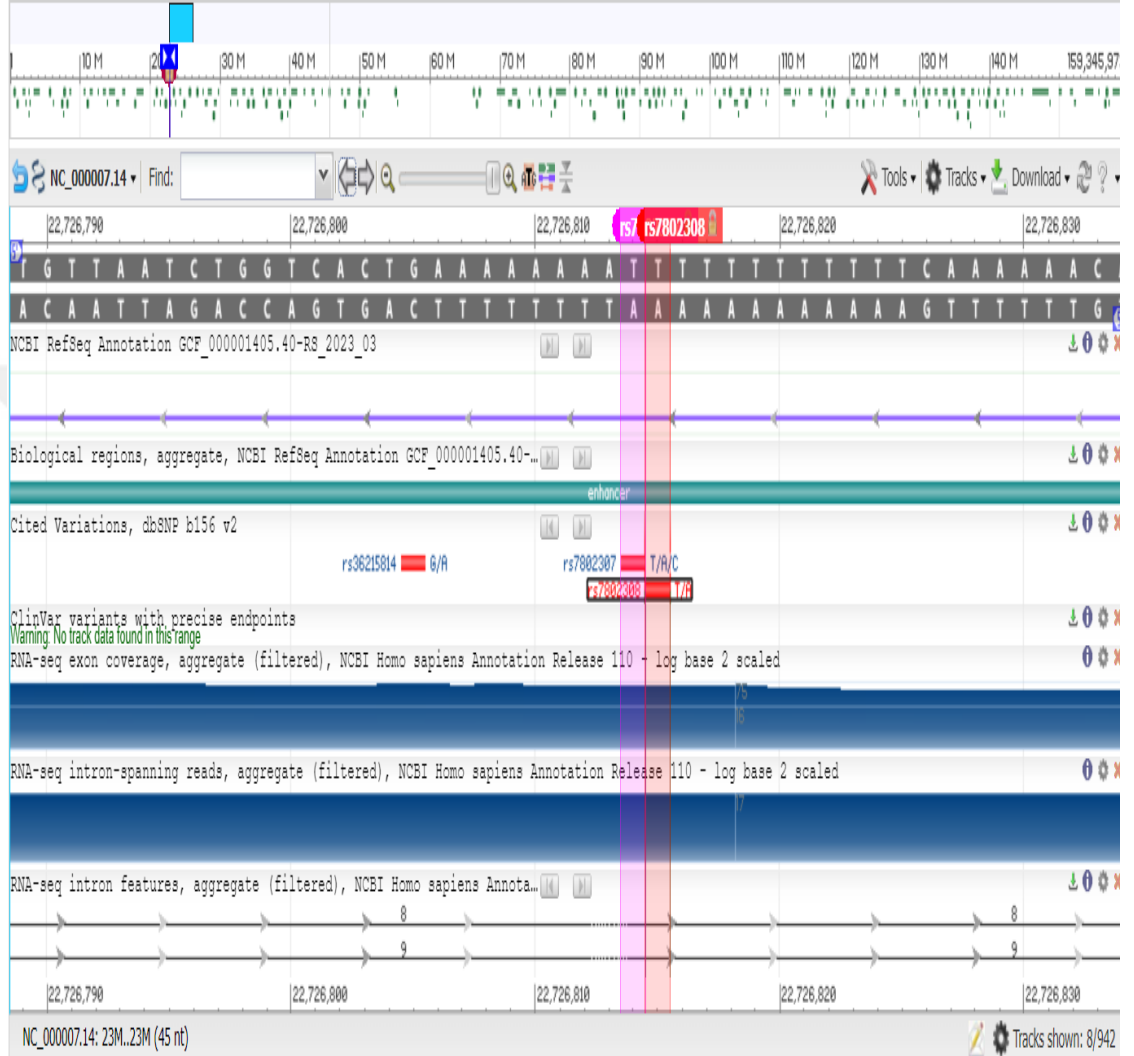 10 M 20 30 M 40 M 50 M 60 M 70 M 80 M 90 M 100 M 110 M 120 M 130 M 140 M 159,345,97
NC_000007.14 Find: Tools Tracks Download ?
22,726,790 22,726,800 22,726,810 rs7 rs7802308 22,726,820 22,726,830
T G T T A A T C T G G T C A C T G A A A A A A A A T T T T T T T T T T T T C A A A A A A C
A C A A T T A G A C C A G T G A C T T T T T T T T A A A A A A A A A A A A G T T T T T T G
NCBI RefSeq Annotation GCF_000001405.40-RS_2023_03
Biological regions, aggregate, NCBI RefSeq Annotation GCF_000001405.40-…
enhancer
Cited Variations, dbSNP b156 v2
rs36215814 G/A rs7802307 T/A/C
rs7802308 T/A
ClinVar variants with precise endpoints
Warning: No track data found in this range
RNA-seq exon coverage, aggregate (filtered), NCBI Homo sapiens Annotation Release 110 - log base 2 scaled
75
16
RNA-seq intron-spanning reads, aggregate (filtered), NCBI Homo sapiens Annotation Release 110 - log base 2 scaled
17
RNA-seq intron features, aggregate (filtered), NCBI Homo sapiens Annota…
8 8
9 9
22,726,790 22,726,800 22,726,810 22,726,820 22,726,830
NC_000007.14: 23M..23M (45 nt) Tracks shown: 8/942